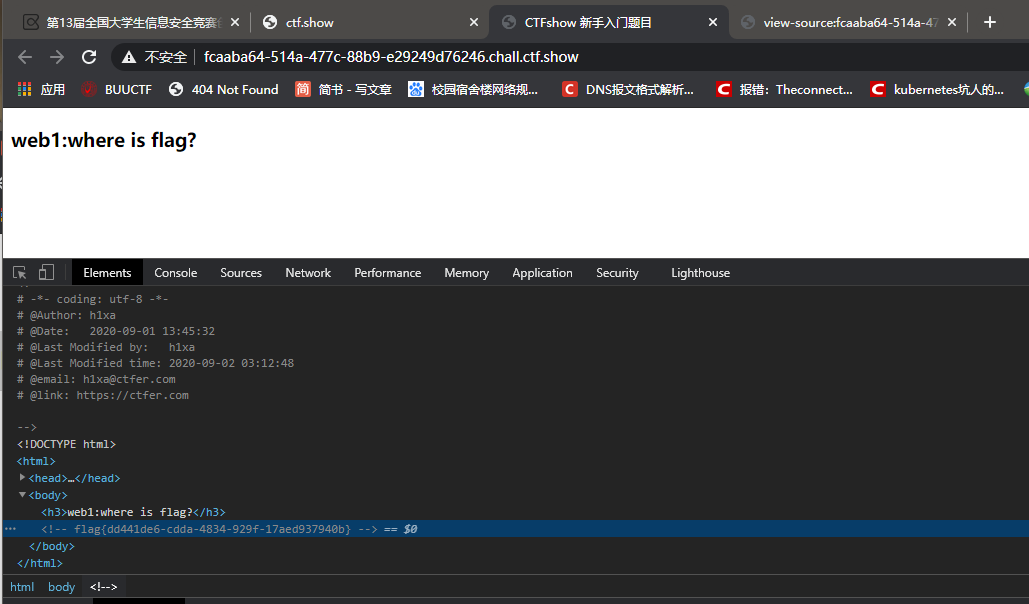 第13届全国大学生信息安全竞赛
ctf.show
CTFshow 新手入门题目
view-source:fcaaba64-514a-47
不安全
fcaaba64-514a-477c-88b9-e29249d76246.chall.ctf.show
应用
BUUCTF
404 Not Found
简 简书 - 写文章
校园宿舍楼网络规...
C DNS报文格式解析...
C 报错：Theconnect...
C kubernetes坑人的...
web1:where is flag?
Elements Console Sources Network Performance Memory Application Security Lighthouse
# -*- coding: utf-8 -*-
# @Author: h1xa
# @Date:   2020-09-01 13:45:32
# @Last Modified by:   h1xa
# @Last Modified time: 2020-09-02 03:12:48
# @email: h1xa@ctfer.com
# @link: https://ctfer.com
-->
<!DOCTYPE html>
<html>
<head>…</head>
<body>
<h3>web1:where is flag?</h3>
<!-- flag{dd441de6-cdda-4834-929f-17aed937940b} --> == $0
</body>
</html>
html body <!-->